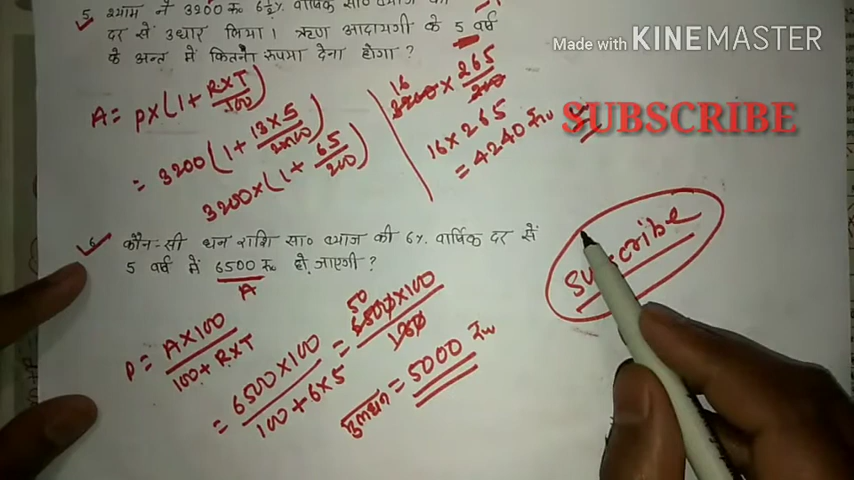 5 श्याम ने 3200 रू० 6½% वार्षिक सा० ब्याज की
दर से उधार लिया। ऋण अदायगी के 5 वर्ष
के अन्त में कितना रूपया देना होगा?
A = P×(1+ R×T/100)
= 3200 (1+ 13×5/2×100)
3200×(1+ 65/200)
16
3200 × 265/200
16×265
= 4240 रू०
6 कौन-सी धन राशि सा० ब्याज की 6% वार्षिक दर से
5 वर्ष में 6500 रू० हो जाएगी?
A
P = A×100/100+R×T
= 6500×100/100+6×5 = 6500×100/130
50
मुलधन = 5000 रू०
Subscribe
Made with KINEMASTER
SUBSCRIBE